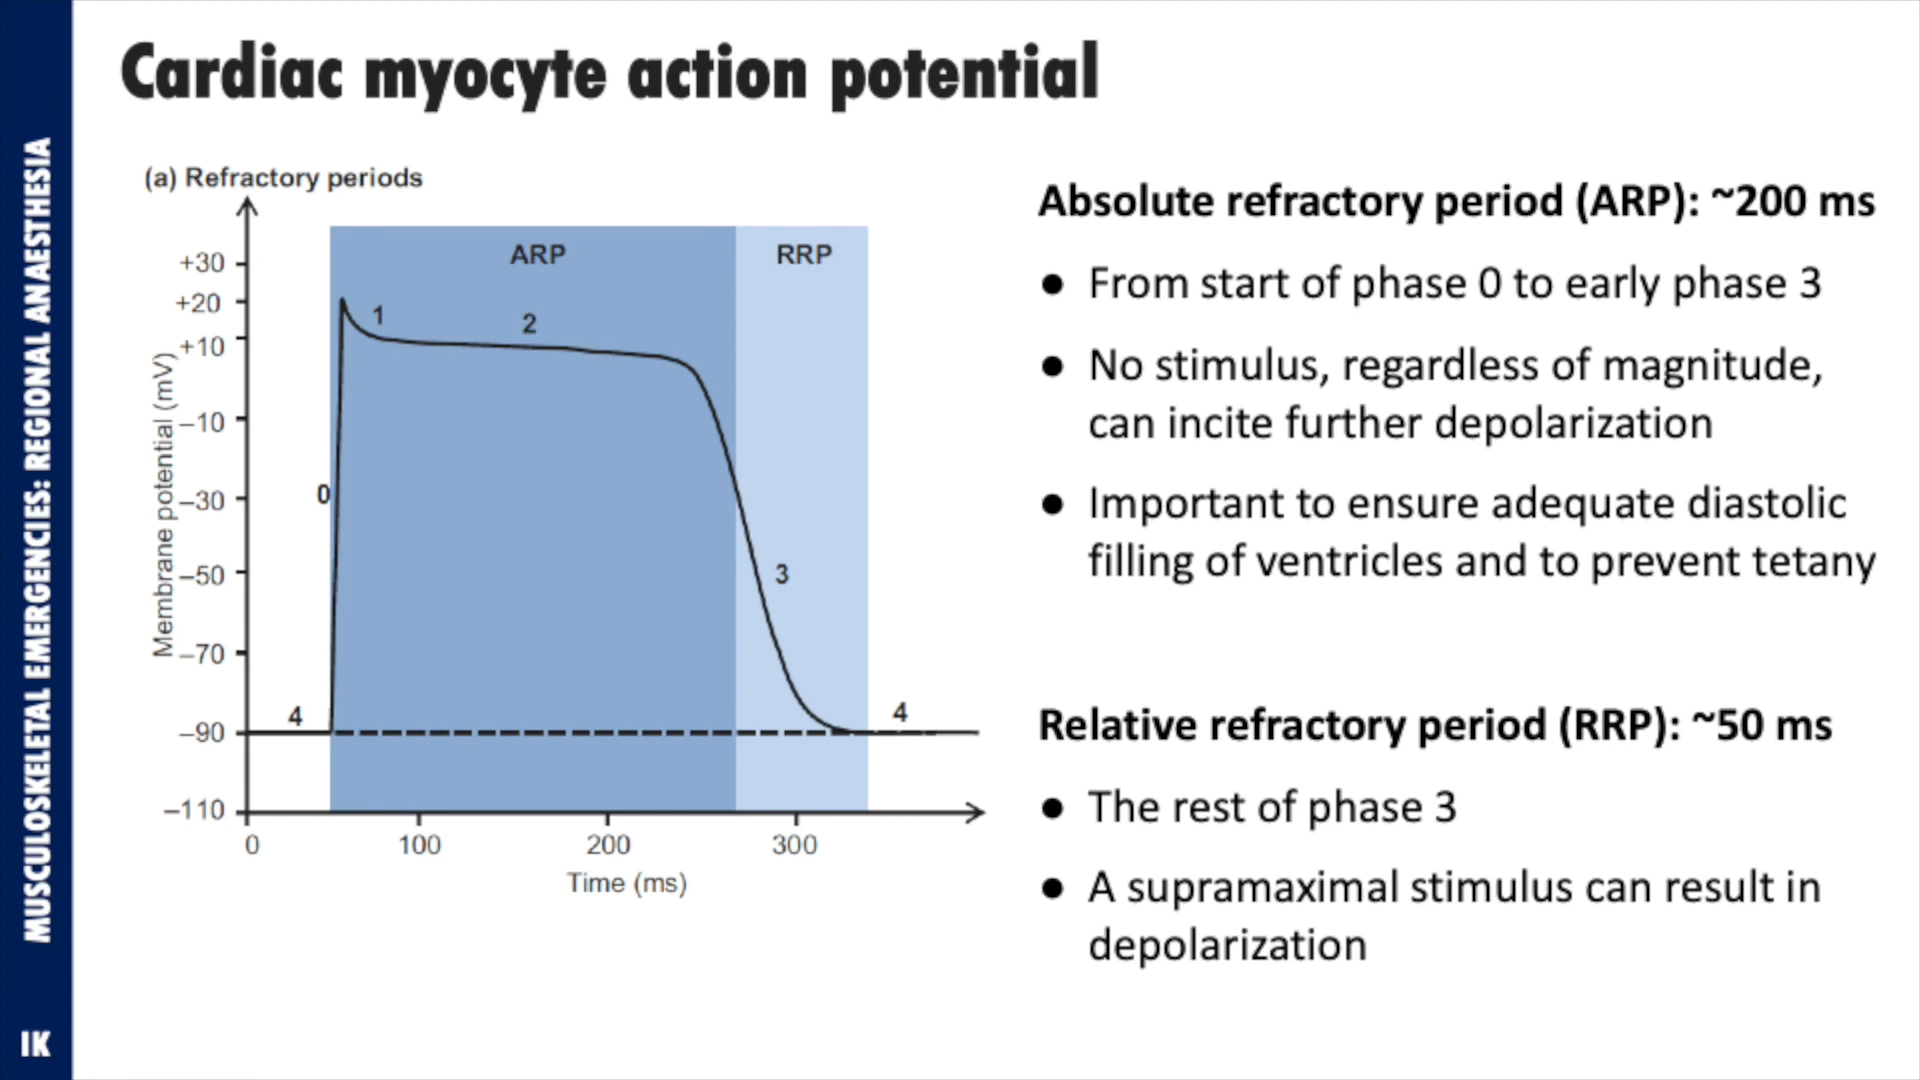 Cardiac myocyte action potential
MUSCULOSKELETAL EMERGENCIES: REGIONAL ANAESTHESIA
IK
(a) Refractory periods
ARP
RRP
+30
+20
+10
–10
–30
–50
–70
–90
–110
Membrane potential (mV)
4
0
1
2
3
4
0
100
200
300
Time (ms)
Absolute refractory period (ARP): ~200 ms
● From start of phase 0 to early phase 3
● No stimulus, regardless of magnitude,
can incite further depolarization
● Important to ensure adequate diastolic
filling of ventricles and to prevent tetany
Relative refractory period (RRP): ~50 ms
● The rest of phase 3
● A supramaximal stimulus can result in
depolarization